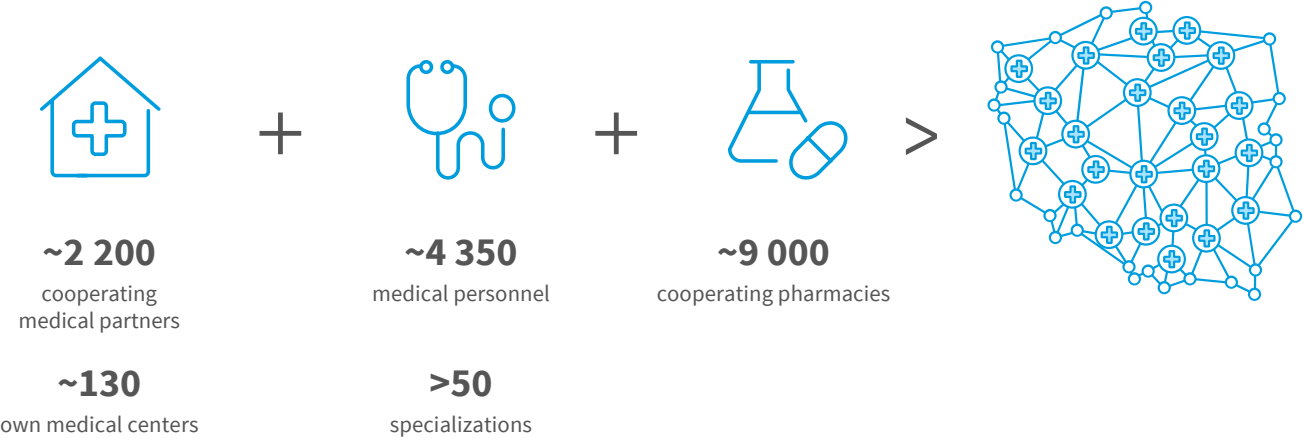 +
+
>
~2 200
cooperating
medical partners
~130
own medical centers
~4 350
medical personnel
>50
specializations
~9 000
cooperating pharmacies